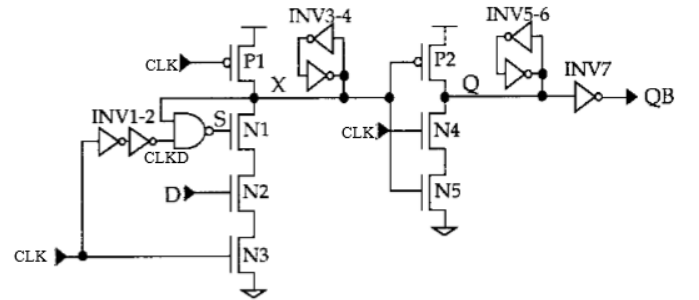 INV3-4
INV5-6
CLK
P1
P2
INV7
X
Q
QB
INV1-2
S
N1
CLK
N4
CLKD
D
N2
N5
CLK
N3